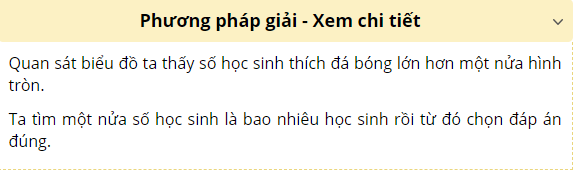 Phương pháp giải - Xem chi tiết
Quan sát biểu đồ ta thấy số học sinh thích đá bóng lớn hơn một nửa hình
tròn.
Ta tìm một nửa số học sinh là bao nhiêu học sinh rồi từ đó chọn đáp án
đúng.